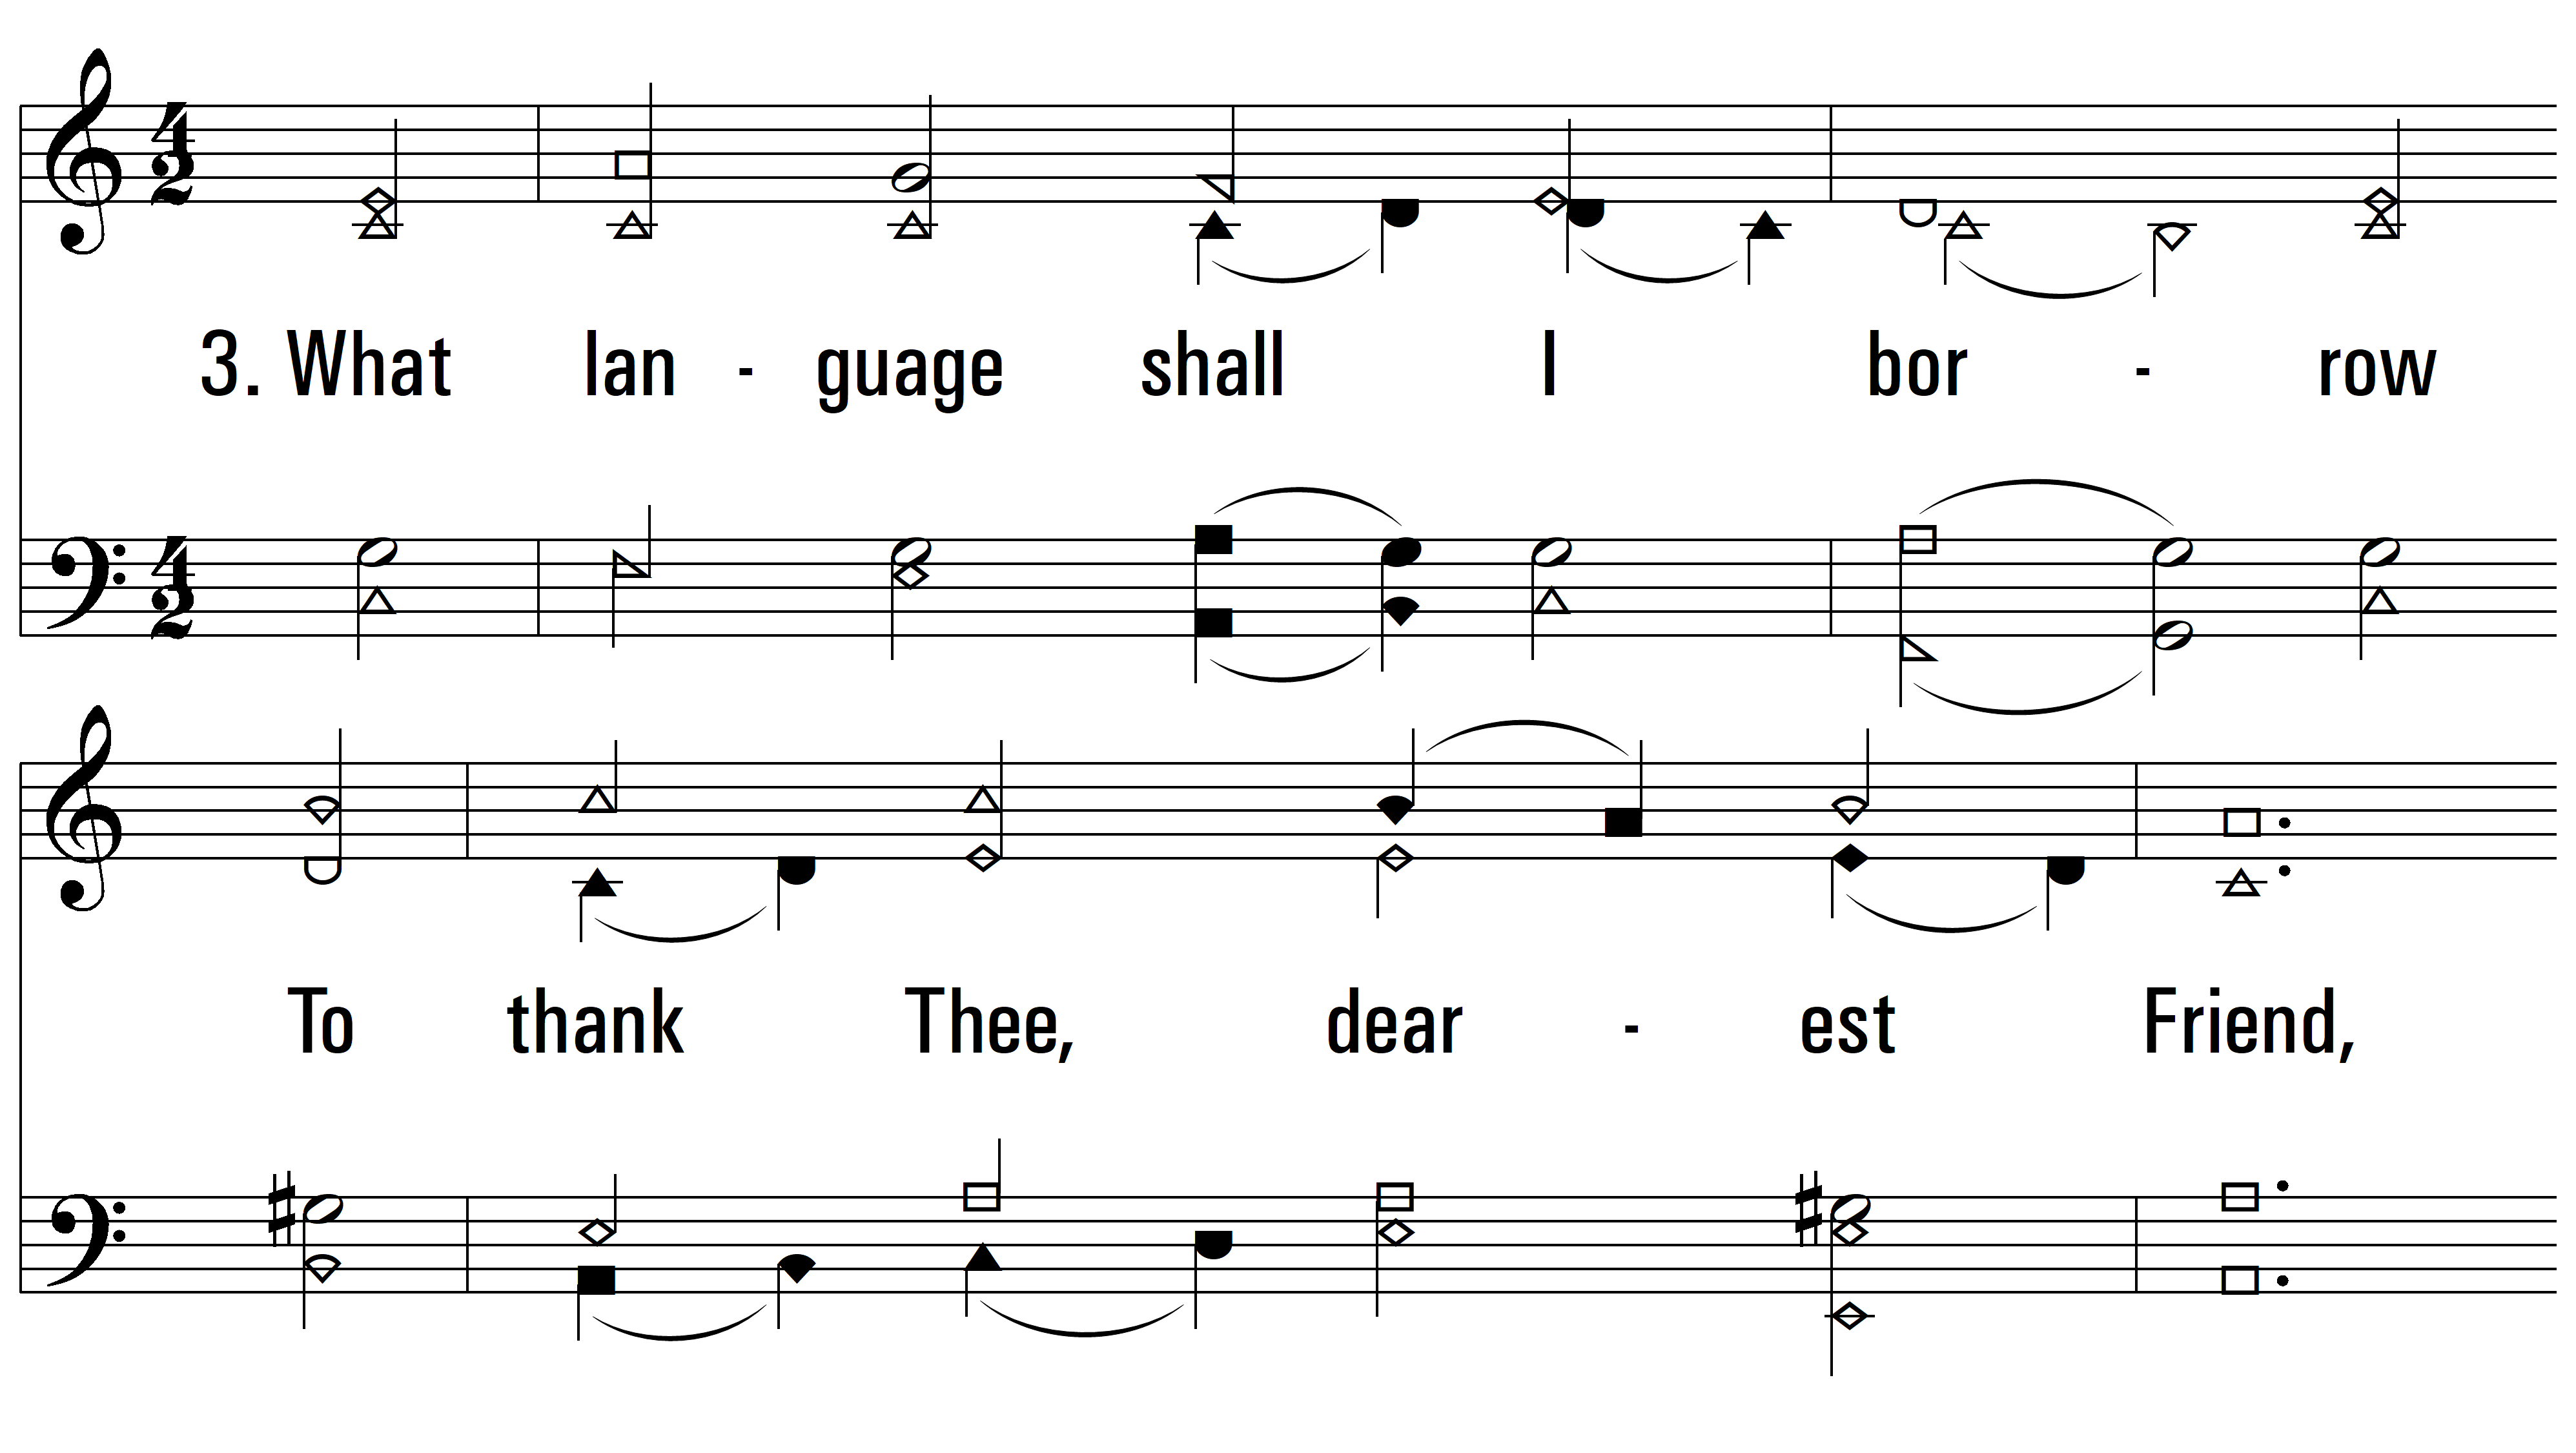 3. What lan - guage shall I bor - row
To thank Thee, dear - est Friend,